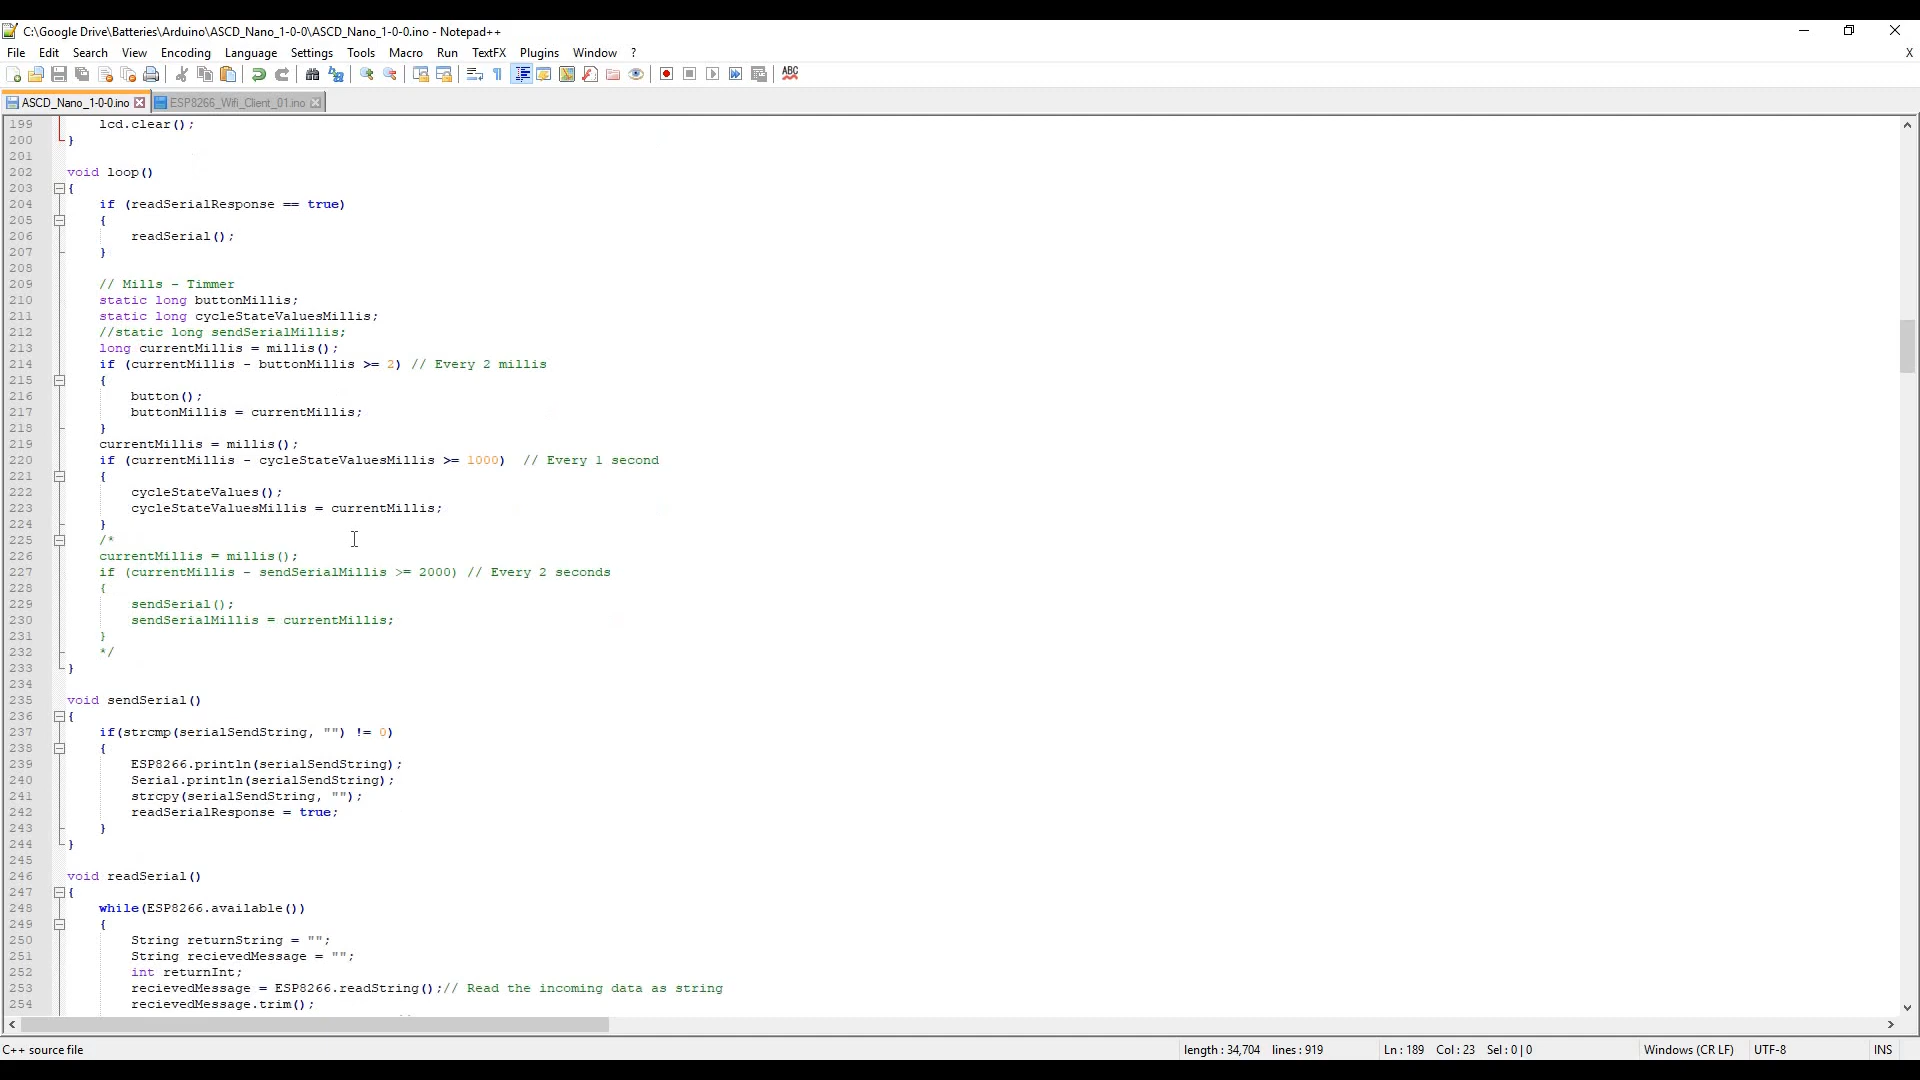 C:\Google Drive\Batteries\Arduino\ASCD_Nano_1-0-0\ASCD_Nano_1-0-0.ino - Notepad++
File Edit Search View Encoding Language Settings Tools Macro Run TextFX Plugins Window ? X
ABC
ASCD_Nano_1-0-0.ino ESP8266_Wifi_Client_01.ino
199 lcd.clear();
200 }
201
202 void loop()
203 {
204 if (readSerialResponse == true)
205 {
206 readSerial();
207 }
208
209 // Mills - Timmer
210 static long buttonMillis;
211 static long cycleStateValuesMillis;
212 //static long sendSerialMillis;
213 long currentMillis = millis();
214 if (currentMillis - buttonMillis >= 2) // Every 2 millis
215 {
216 button();
217 buttonMillis = currentMillis;
218 }
219 currentMillis = millis();
220 if (currentMillis - cycleStateValuesMillis >= 1000) // Every 1 second
221 {
222 cycleStateValues();
223 cycleStateValuesMillis = currentMillis;
224 }
225 /*
226 currentMillis = millis();
227 if (currentMillis - sendSerialMillis >= 2000) // Every 2 seconds
228 {
229 sendSerial();
230 sendSerialMillis = currentMillis;
231 }
232 */
233 }
234
235 void sendSerial()
236 {
237 if(strcmp(serialSendString, "") != 0)
238 {
239 ESP8266.println(serialSendString);
240 Serial.println(serialSendString);
241 strcpy(serialSendString, "");
242 readSerialResponse = true;
243 }
244 }
245
246 void readSerial()
247 {
248 while(ESP8266.available())
249 {
250 String returnString = "";
251 String recievedMessage = "";
252 int returnInt;
253 recievedMessage = ESP8266.readString();// Read the incoming data as string
254 recievedMessage.trim();
C++ source file length : 34,704 lines : 919 Ln : 189 Col : 23 Sel : 0 | 0 Windows (CR LF) UTF-8 INS